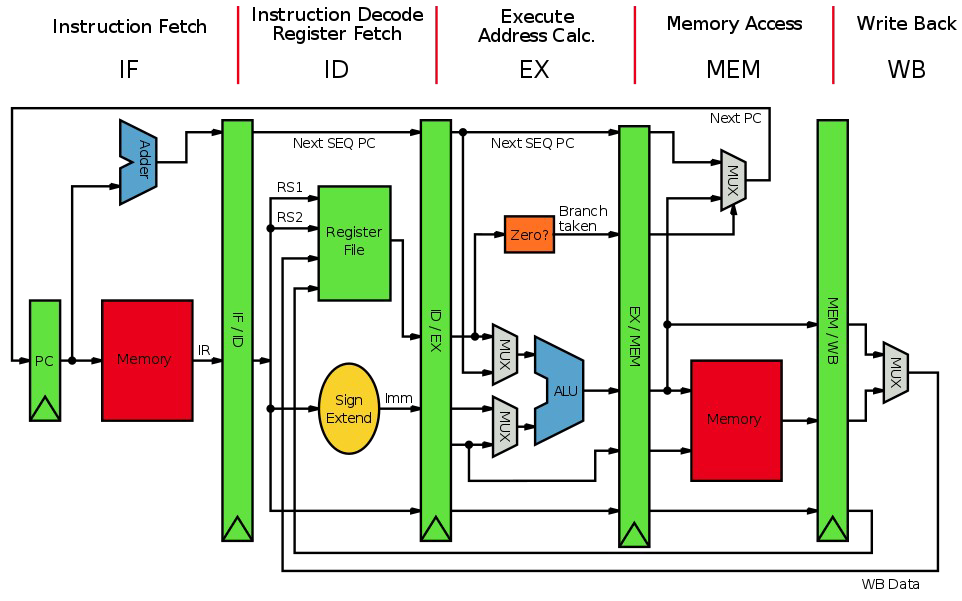 Instruction Fetch
IF
Instruction Decode
Register Fetch
ID
Execute
Address Calc.
EX
Memory Access
MEM
Write Back
WB
Next PC
Adder
Next SEQ PC
Next SEQ PC
MUX
RS1
RS2
Register
File
Branch
taken
Zero?
IF / ID
ID / EX
EX / MEM
MEM / WB
PC
Memory
IR
MUX
ALU
MUX
Sign
Extend
Imm
MUX
Memory
WB Data